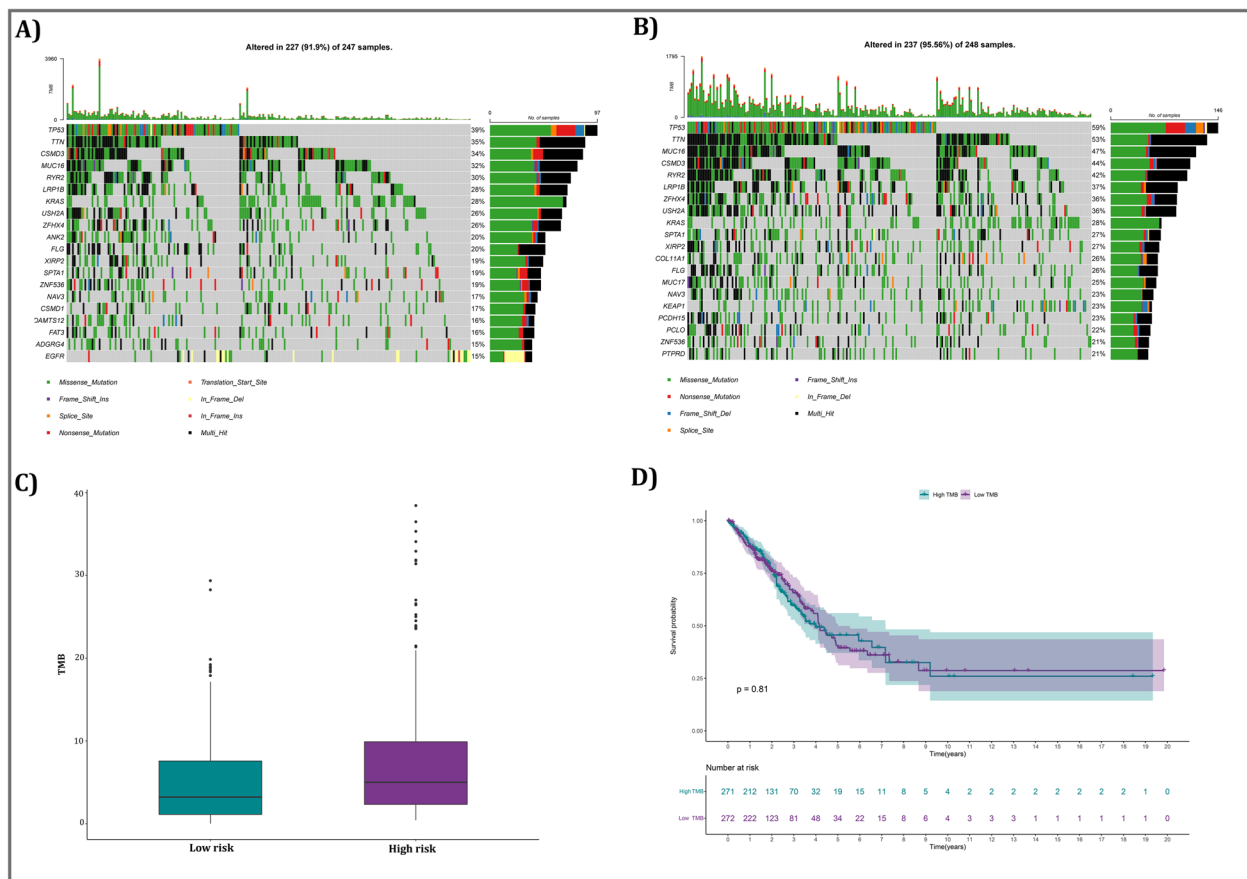 A)
Altered in 227 (91.9%) of 247 samples.
3960
TMB
0
0
No. of samples
97
TP53 39%
TTN 35%
CSMD3 34%
MUC16 32%
RYR2 30%
LRP1B 28%
KRAS 28%
USH2A 26%
ZFHX4 26%
ANK2 20%
FLG 20%
XIRP2 19%
SPTA1 19%
ZNF536 19%
NAV3 17%
CSMD1 17%
DAMTS12 16%
FAT3 16%
ADGRG4 15%
EGFR 15%
Missense_Mutation
Frame_Shift_Ins
Splice_Site
Nonsense_Mutation
Translation_Start_Site
In_Frame_Del
In_Frame_Ins
Multi_Hit
B)
Altered in 237 (95.56%) of 248 samples.
1795
TMB
0
0
No. of samples
146
TP53 59%
TTN 53%
MUC16 47%
CSMD3 44%
RYR2 42%
LRP1B 37%
ZFHX4 36%
USH2A 36%
KRAS 28%
SPTA1 27%
XIRP2 27%
COL11A1 26%
FLG 26%
MUC17 25%
NAV3 23%
KEAP1 23%
PCDH15 23%
PCLO 22%
ZNF536 21%
PTPRD 21%
Missense_Mutation
Nonsense_Mutation
Frame_Shift_Del
Splice_Site
Frame_Shift_Ins
In_Frame_Del
Multi_Hit
C)
TMB
40
30
20
10
0
Low risk High risk
D)
High TMB Low TMB
Survival probability
1.00
0.75
0.50
0.25
0.00
p = 0.81
0 1 2 3 4 5 6 7 8 9 10 11 12 13 14 15 16 17 18 19 20
Time(years)
Number at risk
High TMB 271 212 131 70 32 19 15 11 8 5 4 2 2 2 2 2 2 2 2 1 0
Low TMB 272 222 123 81 48 34 22 15 8 6 4 3 3 3 1 1 1 1 1 1 0
0 1 2 3 4 5 6 7 8 9 10 11 12 13 14 15 16 17 18 19 20
Time(years)